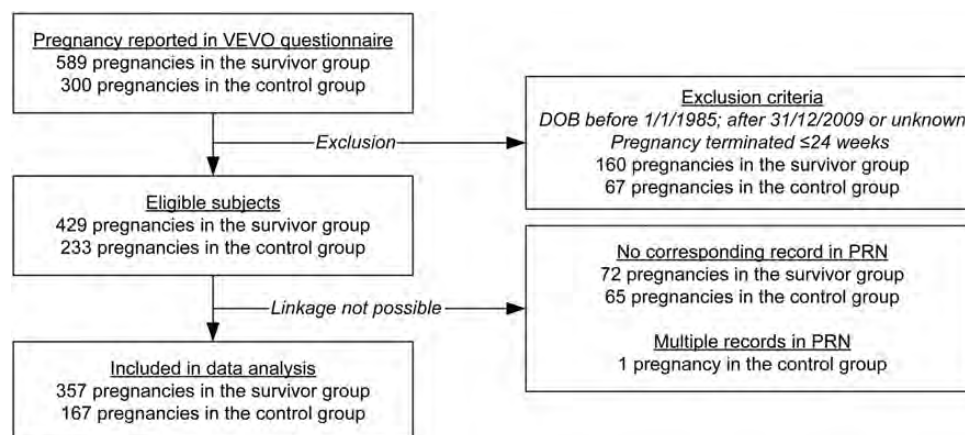 Pregnancy reported in VEVO questionnaire
589 pregnancies in the survivor group
300 pregnancies in the control group
Exclusion
Exclusion criteria
DOB before 1/1/1985; after 31/12/2009 or unknown
Pregnancy terminated ≤24 weeks
160 pregnancies in the survivor group
67 pregnancies in the control group
Eligible subjects
429 pregnancies in the survivor group
233 pregnancies in the control group
Linkage not possible
No corresponding record in PRN
72 pregnancies in the survivor group
65 pregnancies in the control group
Multiple records in PRN
1 pregnancy in the control group
Included in data analysis
357 pregnancies in the survivor group
167 pregnancies in the control group